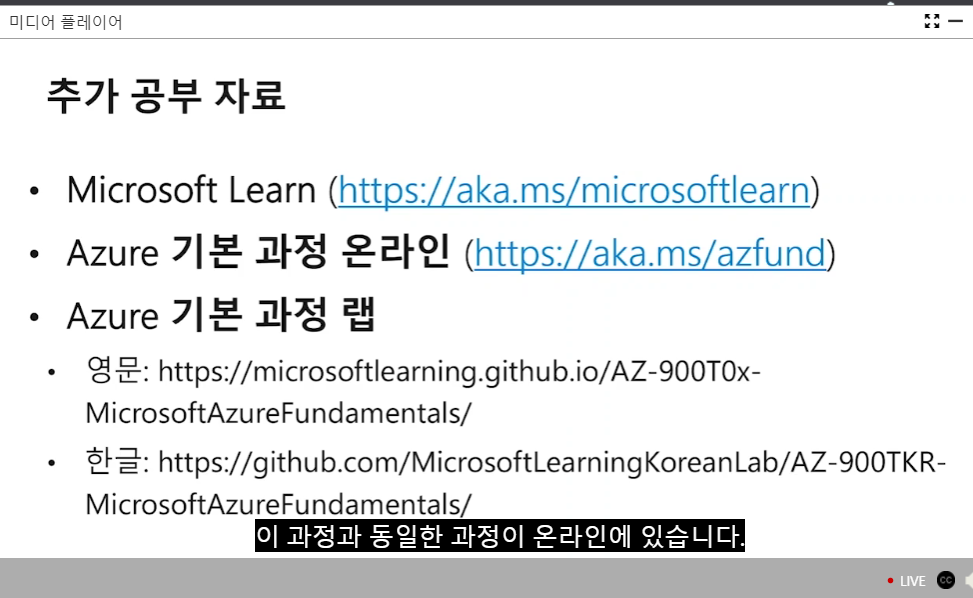 미디어 플레이어
추가 공부 자료
• Microsoft Learn (https://aka.ms/microsoftlearn)
• Azure 기본 과정 온라인 (https://aka.ms/azfund)
• Azure 기본 과정 랩
• 영문: https://microsoftlearning.github.io/AZ-900T0x-
MicrosoftAzureFundamentals/
• 한글: https://github.com/MicrosoftLearningKoreanLab/AZ-900TKR-
MicrosoftAzureFundamentals/
이 과정과 동일한 과정이 온라인에 있습니다.
LIVE CC